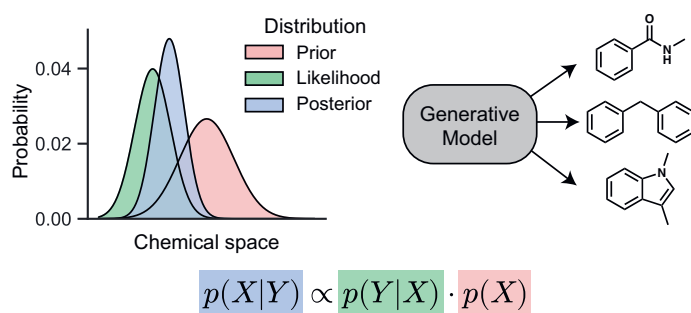 Distribution
Prior
Likelihood
Posterior
Probability
0.04
0.02
0.00
Chemical space
Generative
Model
O
N
H
N
p(X|Y) ∝ p(Y|X) · p(X)